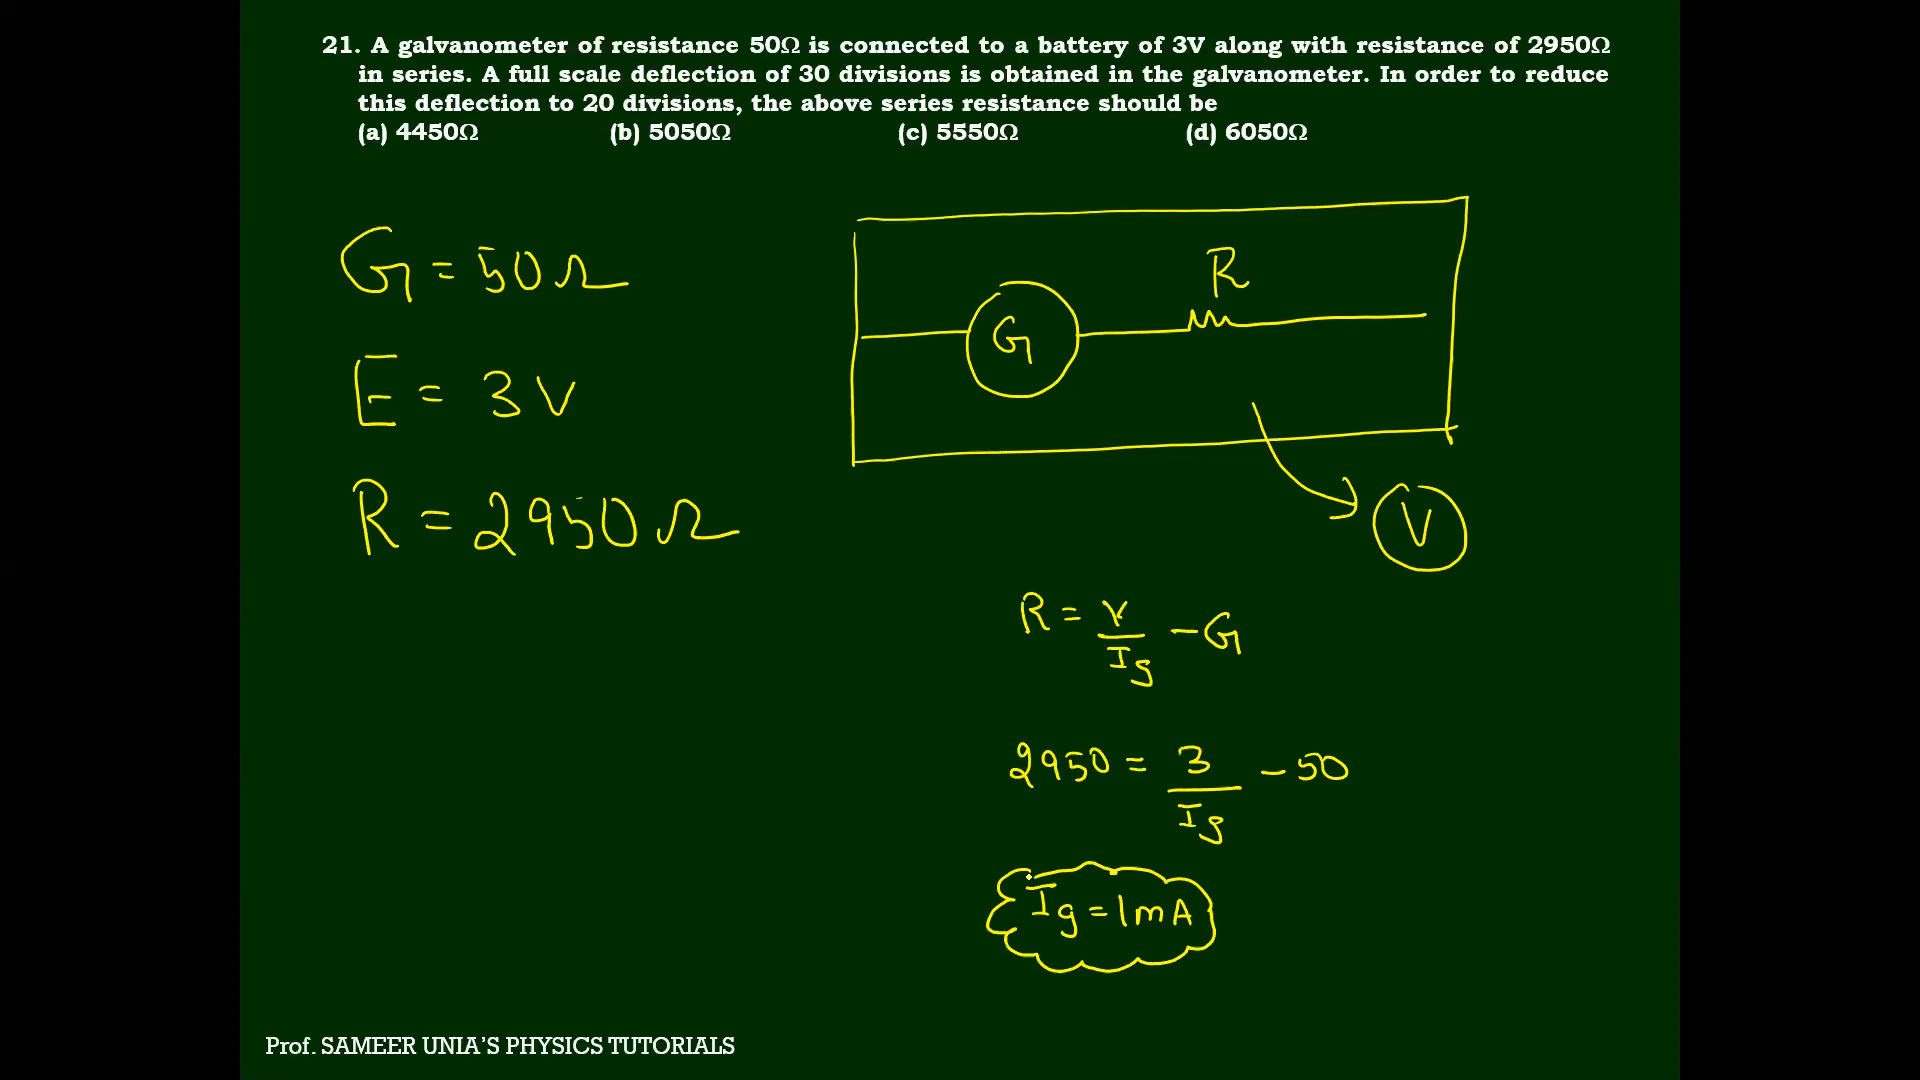 21. A galvanometer of resistance 50Ω is connected to a battery of 3V along with resistance of 2950Ω
in series. A full scale deflection of 30 divisions is obtained in the galvanometer. In order to reduce
this deflection to 20 divisions, the above series resistance should be
(a) 4450Ω (b) 5050Ω (c) 5550Ω (d) 6050Ω
G = 50Ω
R
G
E = 3V
R = 2950Ω
V
R = V/Ig - G
2950 = 3/Ig - 50
Ig = 1mA
Prof. SAMEER UNIA'S PHYSICS TUTORIALS